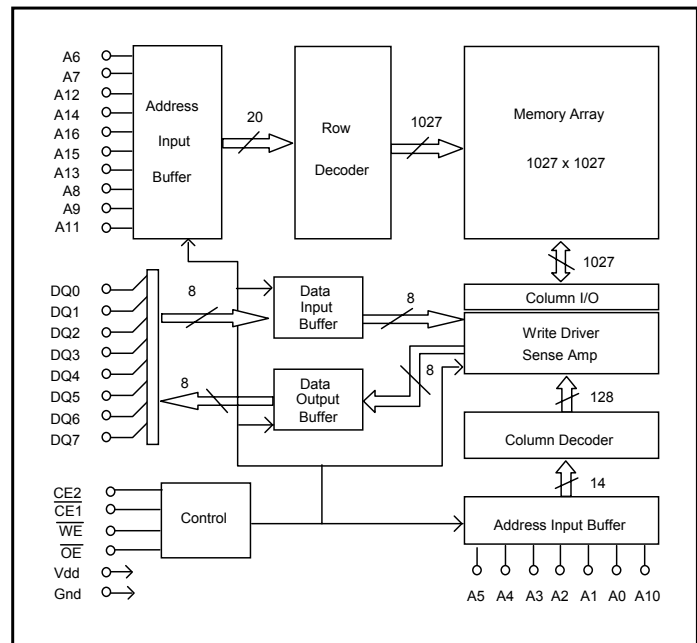 A6
A7
A12
A14
A16
A15
A13
A8
A9
A11
Address
Input
Buffer
20
Row
Decoder
1027
Memory Array
1027 x 1027
1027
Column I/O
Write Driver
Sense Amp
DQ0
DQ1
DQ2
DQ3
DQ4
DQ5
DQ6
DQ7
8
Data
Input
Buffer
8
8
Data
Output
Buffer
8
128
Column Decoder
14
Address Input Buffer
CE2
CE1
WE
OE
Vdd
Gnd
Control
A5 A4 A3 A2 A1 A0 A10